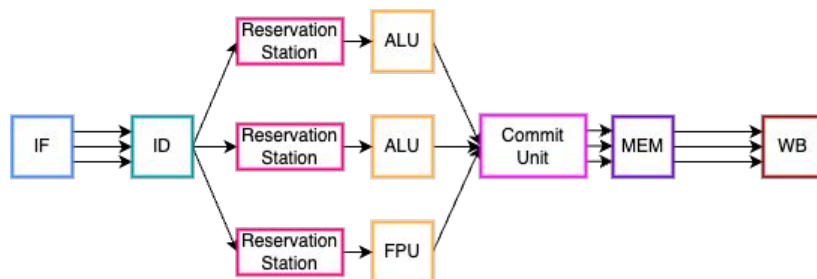 Reservation
Station
ALU
IF
ID
Reservation
Station
ALU
Commit
Unit
MEM
WB
Reservation
Station
FPU